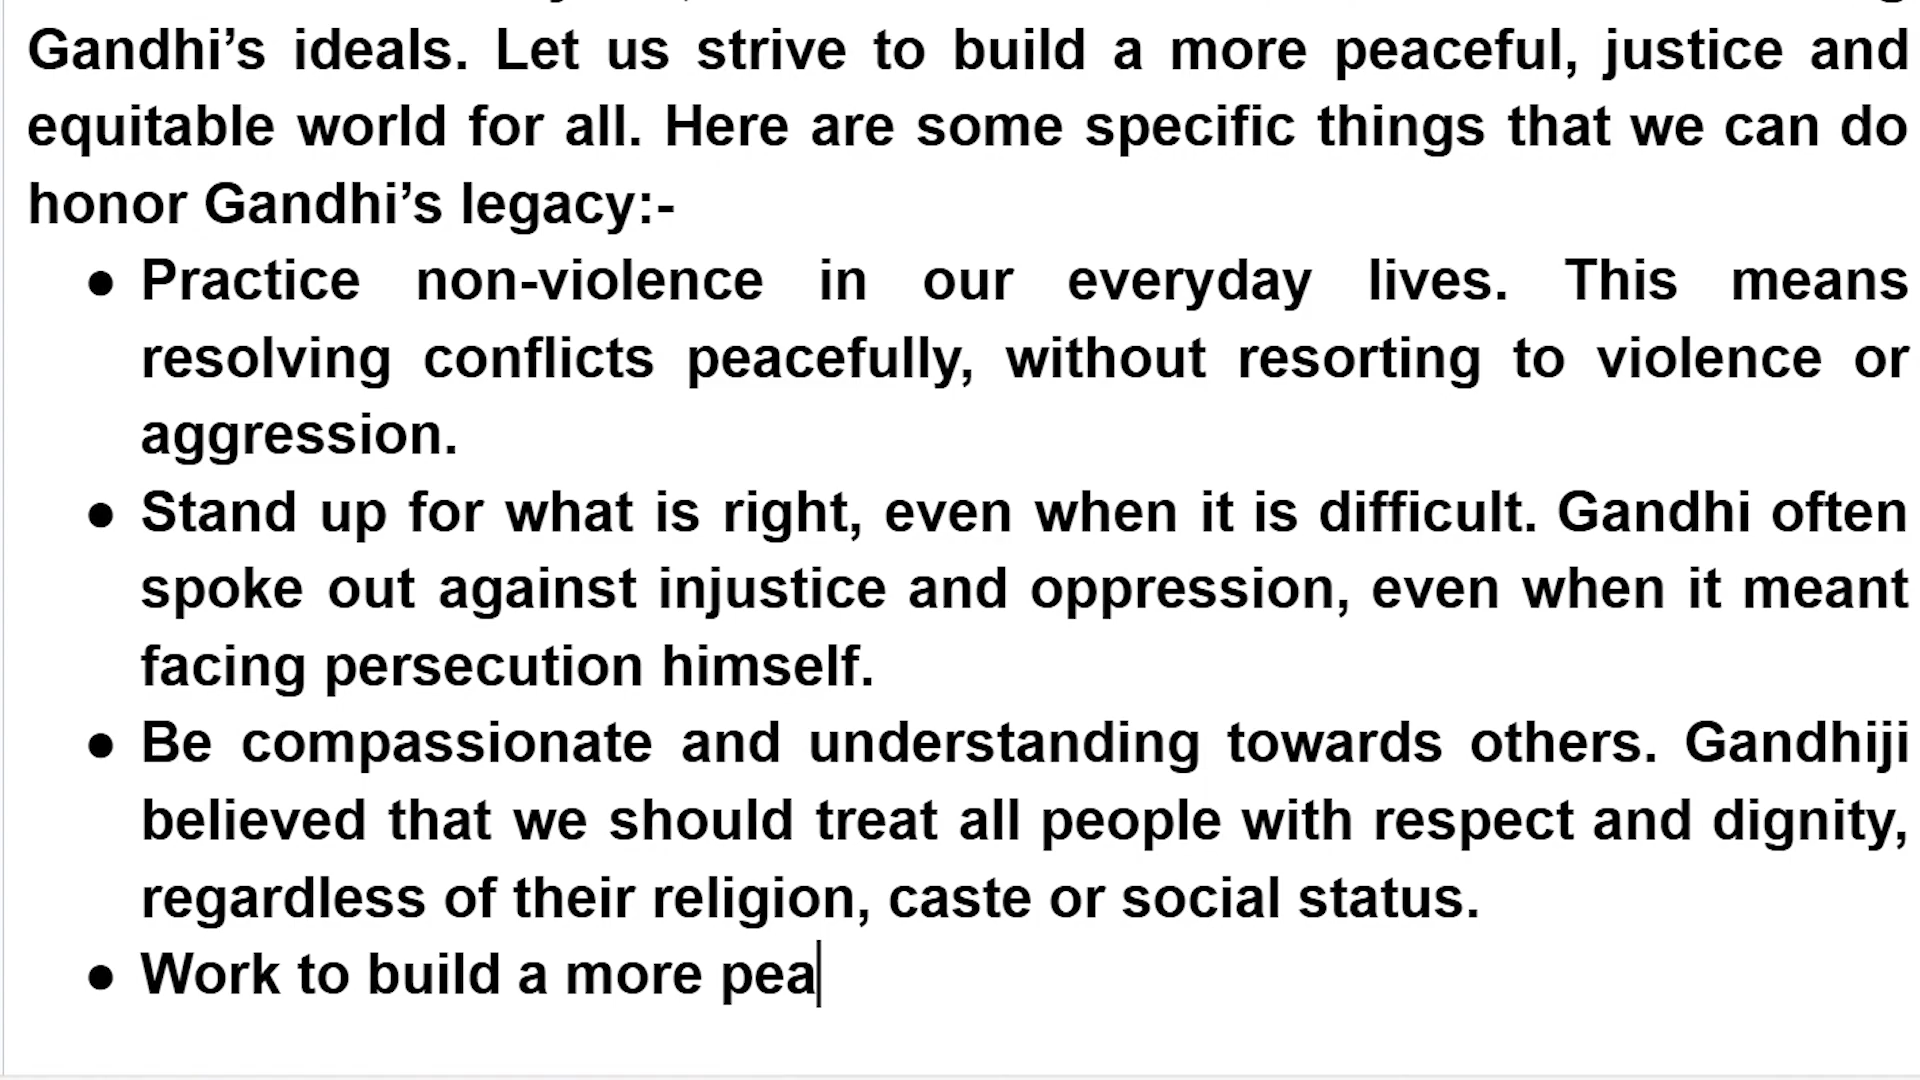 Gandhi’s ideals. Let us strive to build a more peaceful, justice and
equitable world for all. Here are some specific things that we can do
honor Gandhi’s legacy:-
● Practice non-violence in our everyday lives. This means
resolving conflicts peacefully, without resorting to violence or
aggression.
● Stand up for what is right, even when it is difficult. Gandhi often
spoke out against injustice and oppression, even when it meant
facing persecution himself.
● Be compassionate and understanding towards others. Gandhiji
believed that we should treat all people with respect and dignity,
regardless of their religion, caste or social status.
● Work to build a more pea